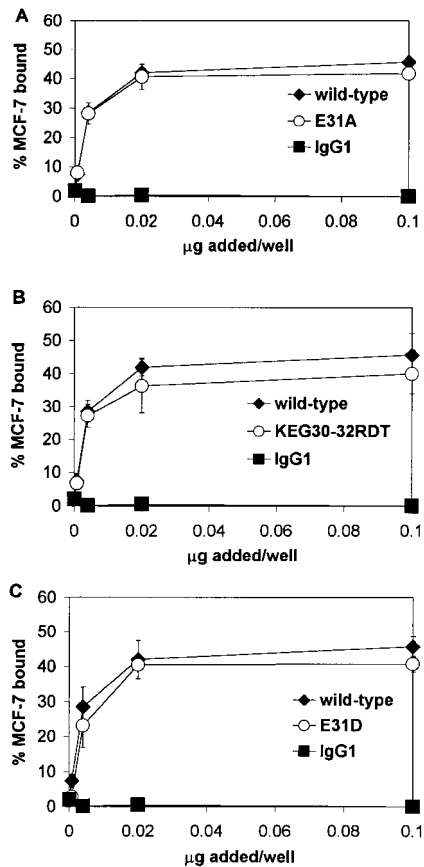 A
60
50
40
30
20
10
0
% MCF-7 bound
wild-type
E31A
IgG1
0 0.02 0.04 0.06 0.08 0.1
μg added/well
B
60
50
40
30
20
10
0
% MCF-7 bound
wild-type
KEG30-32RDT
IgG1
0 0.02 0.04 0.06 0.08 0.1
μg added/well
C
60
50
40
30
20
10
0
% MCF-7 bound
wild-type
E31D
IgG1
0 0.02 0.04 0.06 0.08 0.1
μg added/well